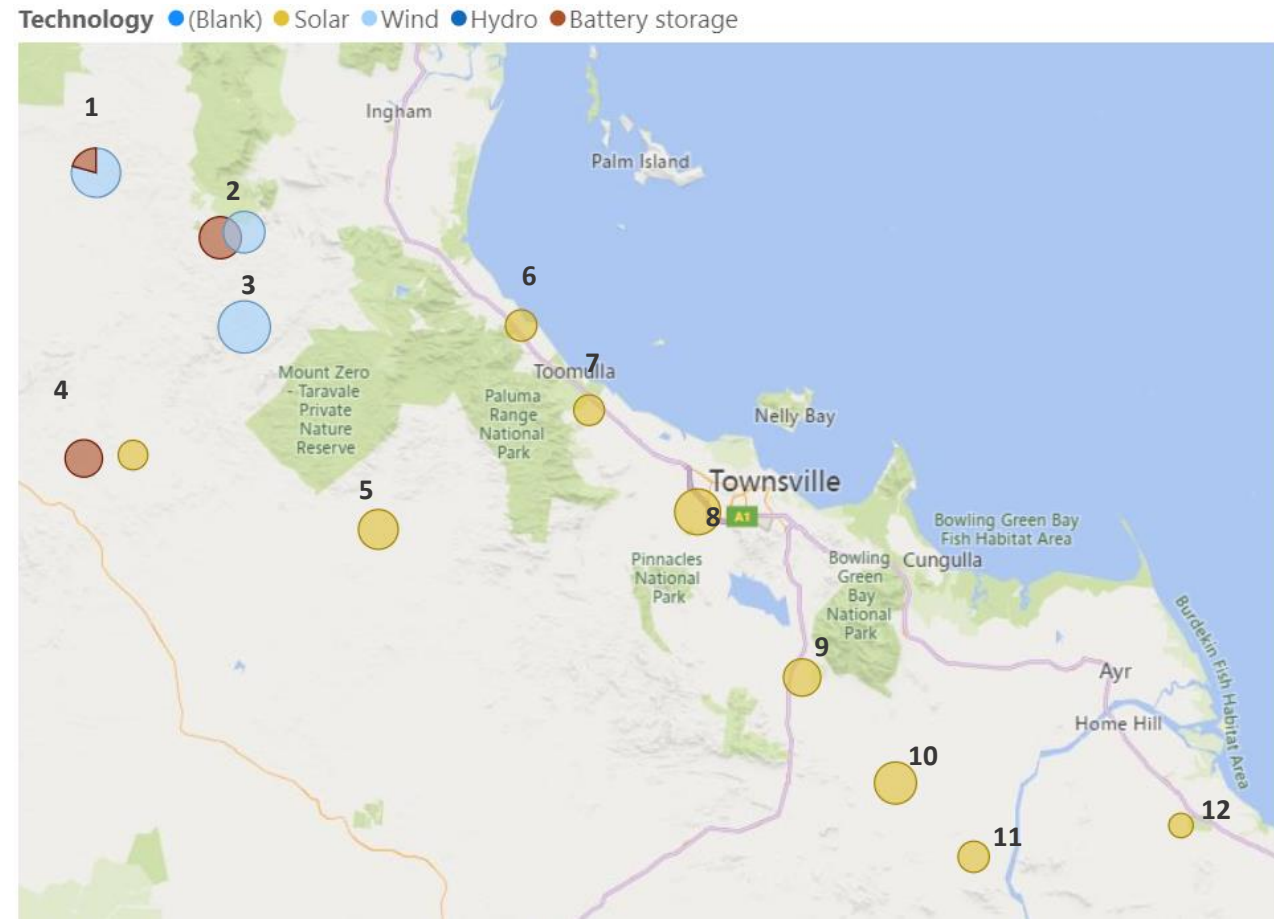 Technology (Blank) Solar Wind Hydro Battery storage
1
Ingham
Palm Island
2
3
6
7
Toomulla
Mount Zero
- Taravale
Private
Nature
Reserve
Paluma
Range
National
Park
4
Nelly Bay
5
Townsville
8
A1
Bowling Green Bay
Fish Habitat Area
Pinnacles
National
Park
Bowling
Green
Bay
National
Park
Cungulla
Burdekin Fish Habitat Area
9
Ayr
Home Hill
10
11
12